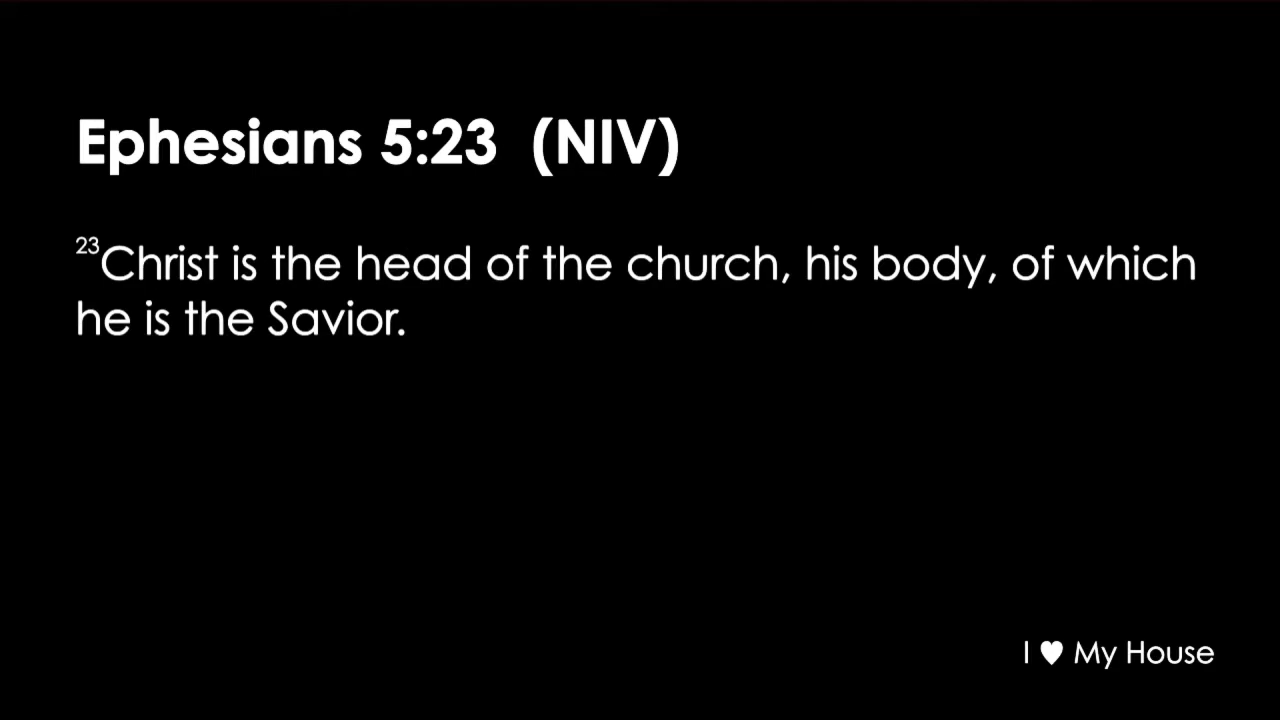 Ephesians 5:23 (NIV)
23Christ is the head of the church, his body, of which
he is the Savior.
I ♥ My House